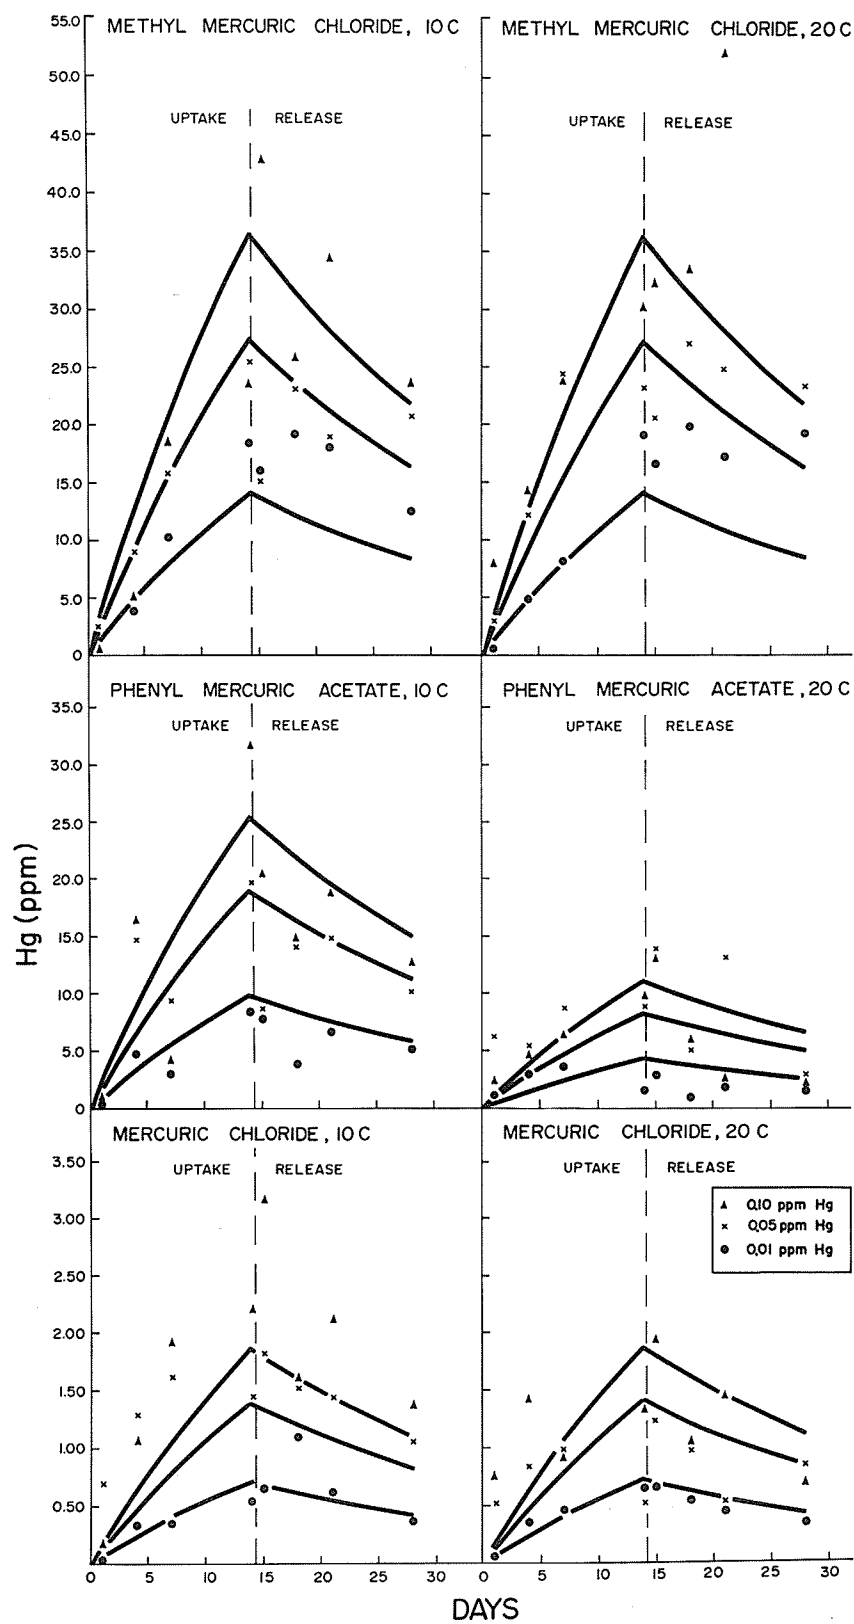 METHYL MERCURIC CHLORIDE, 10 C
METHYL MERCURIC CHLORIDE, 20 C
55.0
50.0
45.0
40.0
35.0
30.0
25.0
20.0
15.0
10.0
5.0
0
UPTAKE RELEASE
UPTAKE RELEASE
PHENYL MERCURIC ACETATE, 10 C
PHENYL MERCURIC ACETATE, 20 C
35.0
30.0
25.0
20.0
15.0
10.0
5.0
0
UPTAKE RELEASE
UPTAKE RELEASE
Hg (ppm)
MERCURIC CHLORIDE, 10 C
MERCURIC CHLORIDE, 20 C
3.50
3.00
2.50
2.00
1.50
1.00
0.50
UPTAKE RELEASE
UPTAKE RELEASE
0.10 ppm Hg
0.05 ppm Hg
0.01 ppm Hg
0 5 10 15 20 25 30
0 5 10 15 20 25 30
DAYS